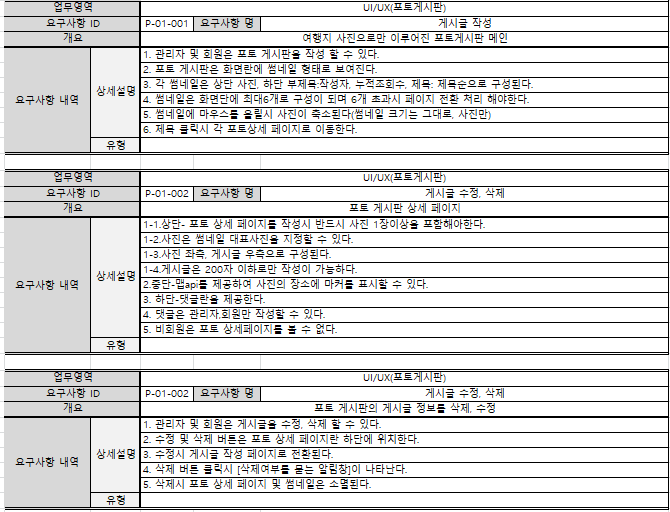 업무영역 UI/UX(포토게시판)
요구사항 ID P-01-001 요구사항 명 게시글 작성
개요 여행지 사진으로만 이루어진 포토게시판 메인
요구사항 내역 상세설명
1. 관리자 및 회원은 포토 게시판을 작성 할 수 있다.
2. 포토 게시판은 화면란에 썸네일 형태로 보여진다.
3. 각 썸네일은 상단 사진, 하단 부제목:작성자, 누적조회수, 제목: 제목순으로 구성된다.
4. 썸네일은 화면단에 최대6개로 구성이 되며 6개 초과시 페이지 전환 처리 해야한다.
5. 썸네일에 마우스를 올릴시 사진이 축소된다(썸네일 크기는 그대로, 사진만)
6. 제목 클릭시 각 포토상세 페이지로 이동한다.
유형
업무영역 UI/UX(포토게시판)
요구사항 ID P-01-002 요구사항 명 게시글 수정, 삭제
개요 포토 게시판 상세 페이지
요구사항 내역 상세설명
1-1.상단- 포토 상세 페이지를 작성시 반드시 사진 1장이상을 포함해야한다.
1-2.사진은 썸네일 대표사진을 지정할 수 있다.
1-3.사진 좌측, 게시글 우측으로 구성된다.
1-4.게시글은 200자 이하로만 작성이 가능하다.
2.중단-맵api를 제공하여 사진의 장소에 마커를 표시할 수 있다.
3. 하단-댓글란을 제공한다.
4. 댓글은 관리자,회원만 작성할 수 있다.
5. 비회원은 포토 상세페이지를 볼 수 없다.
유형
업무영역 UI/UX(포토게시판)
요구사항 ID P-01-002 요구사항 명 게시글 수정, 삭제
개요 포토 게시판의 게시글 정보를 삭제, 수정
요구사항 내역 상세설명
1. 관리자 및 회원은 게시글을 수정, 삭제 할 수 있다.
2. 수정 및 삭제 버튼은 포토 상세 페이지란 하단에 위치한다.
3. 수정시 게시글 작성 페이지로 전환된다.
4. 삭제 버튼 클릭시 [삭제여부를 묻는 알림창]이 나타난다.
5. 삭제시 포토 상세 페이지 및 썸네일은 소멸된다.
유형